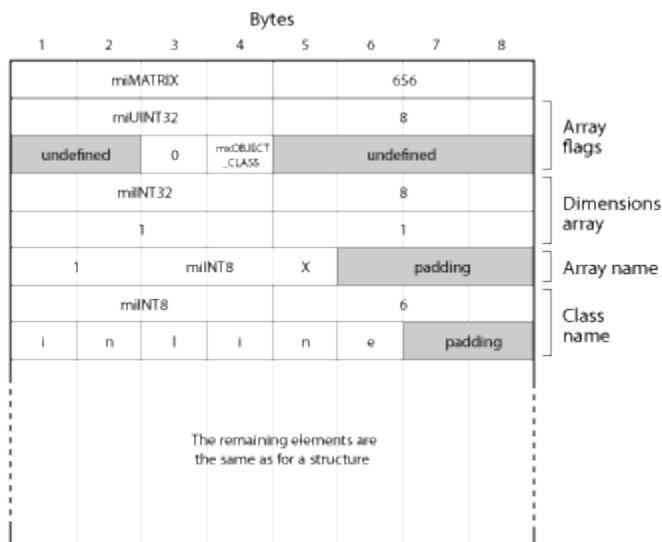 Bytes
1 2 3 4 5 6 7 8
miMATRIX 656
miUINT32 8
Array
flags
undefined 0 mxOBJECT
_CLASS undefined
miINT32 8
Dimensions
array
1 1
1 miINT8 X padding Array name
miINT8 6
Class
name
i n l i n e padding
The remaining elements are
the same as for a structure